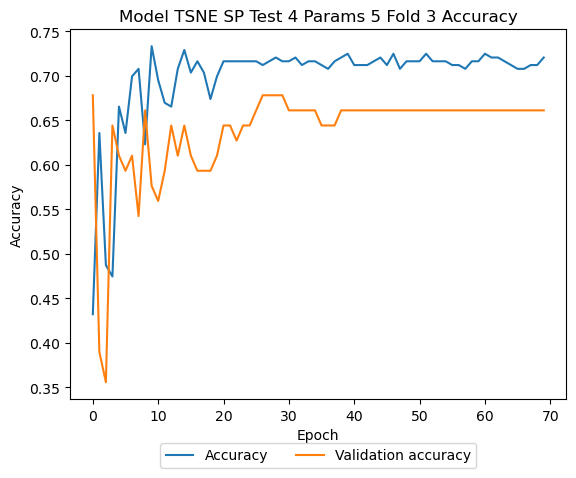 Model TSNE SP Test 4 Params 5 Fold 3 Accuracy
0.75
0.70
0.65
0.60
0.55
0.50
0.45
0.40
0.35
Accuracy
0 10 20 30 40 50 60 70
Epoch
Accuracy Validation accuracy